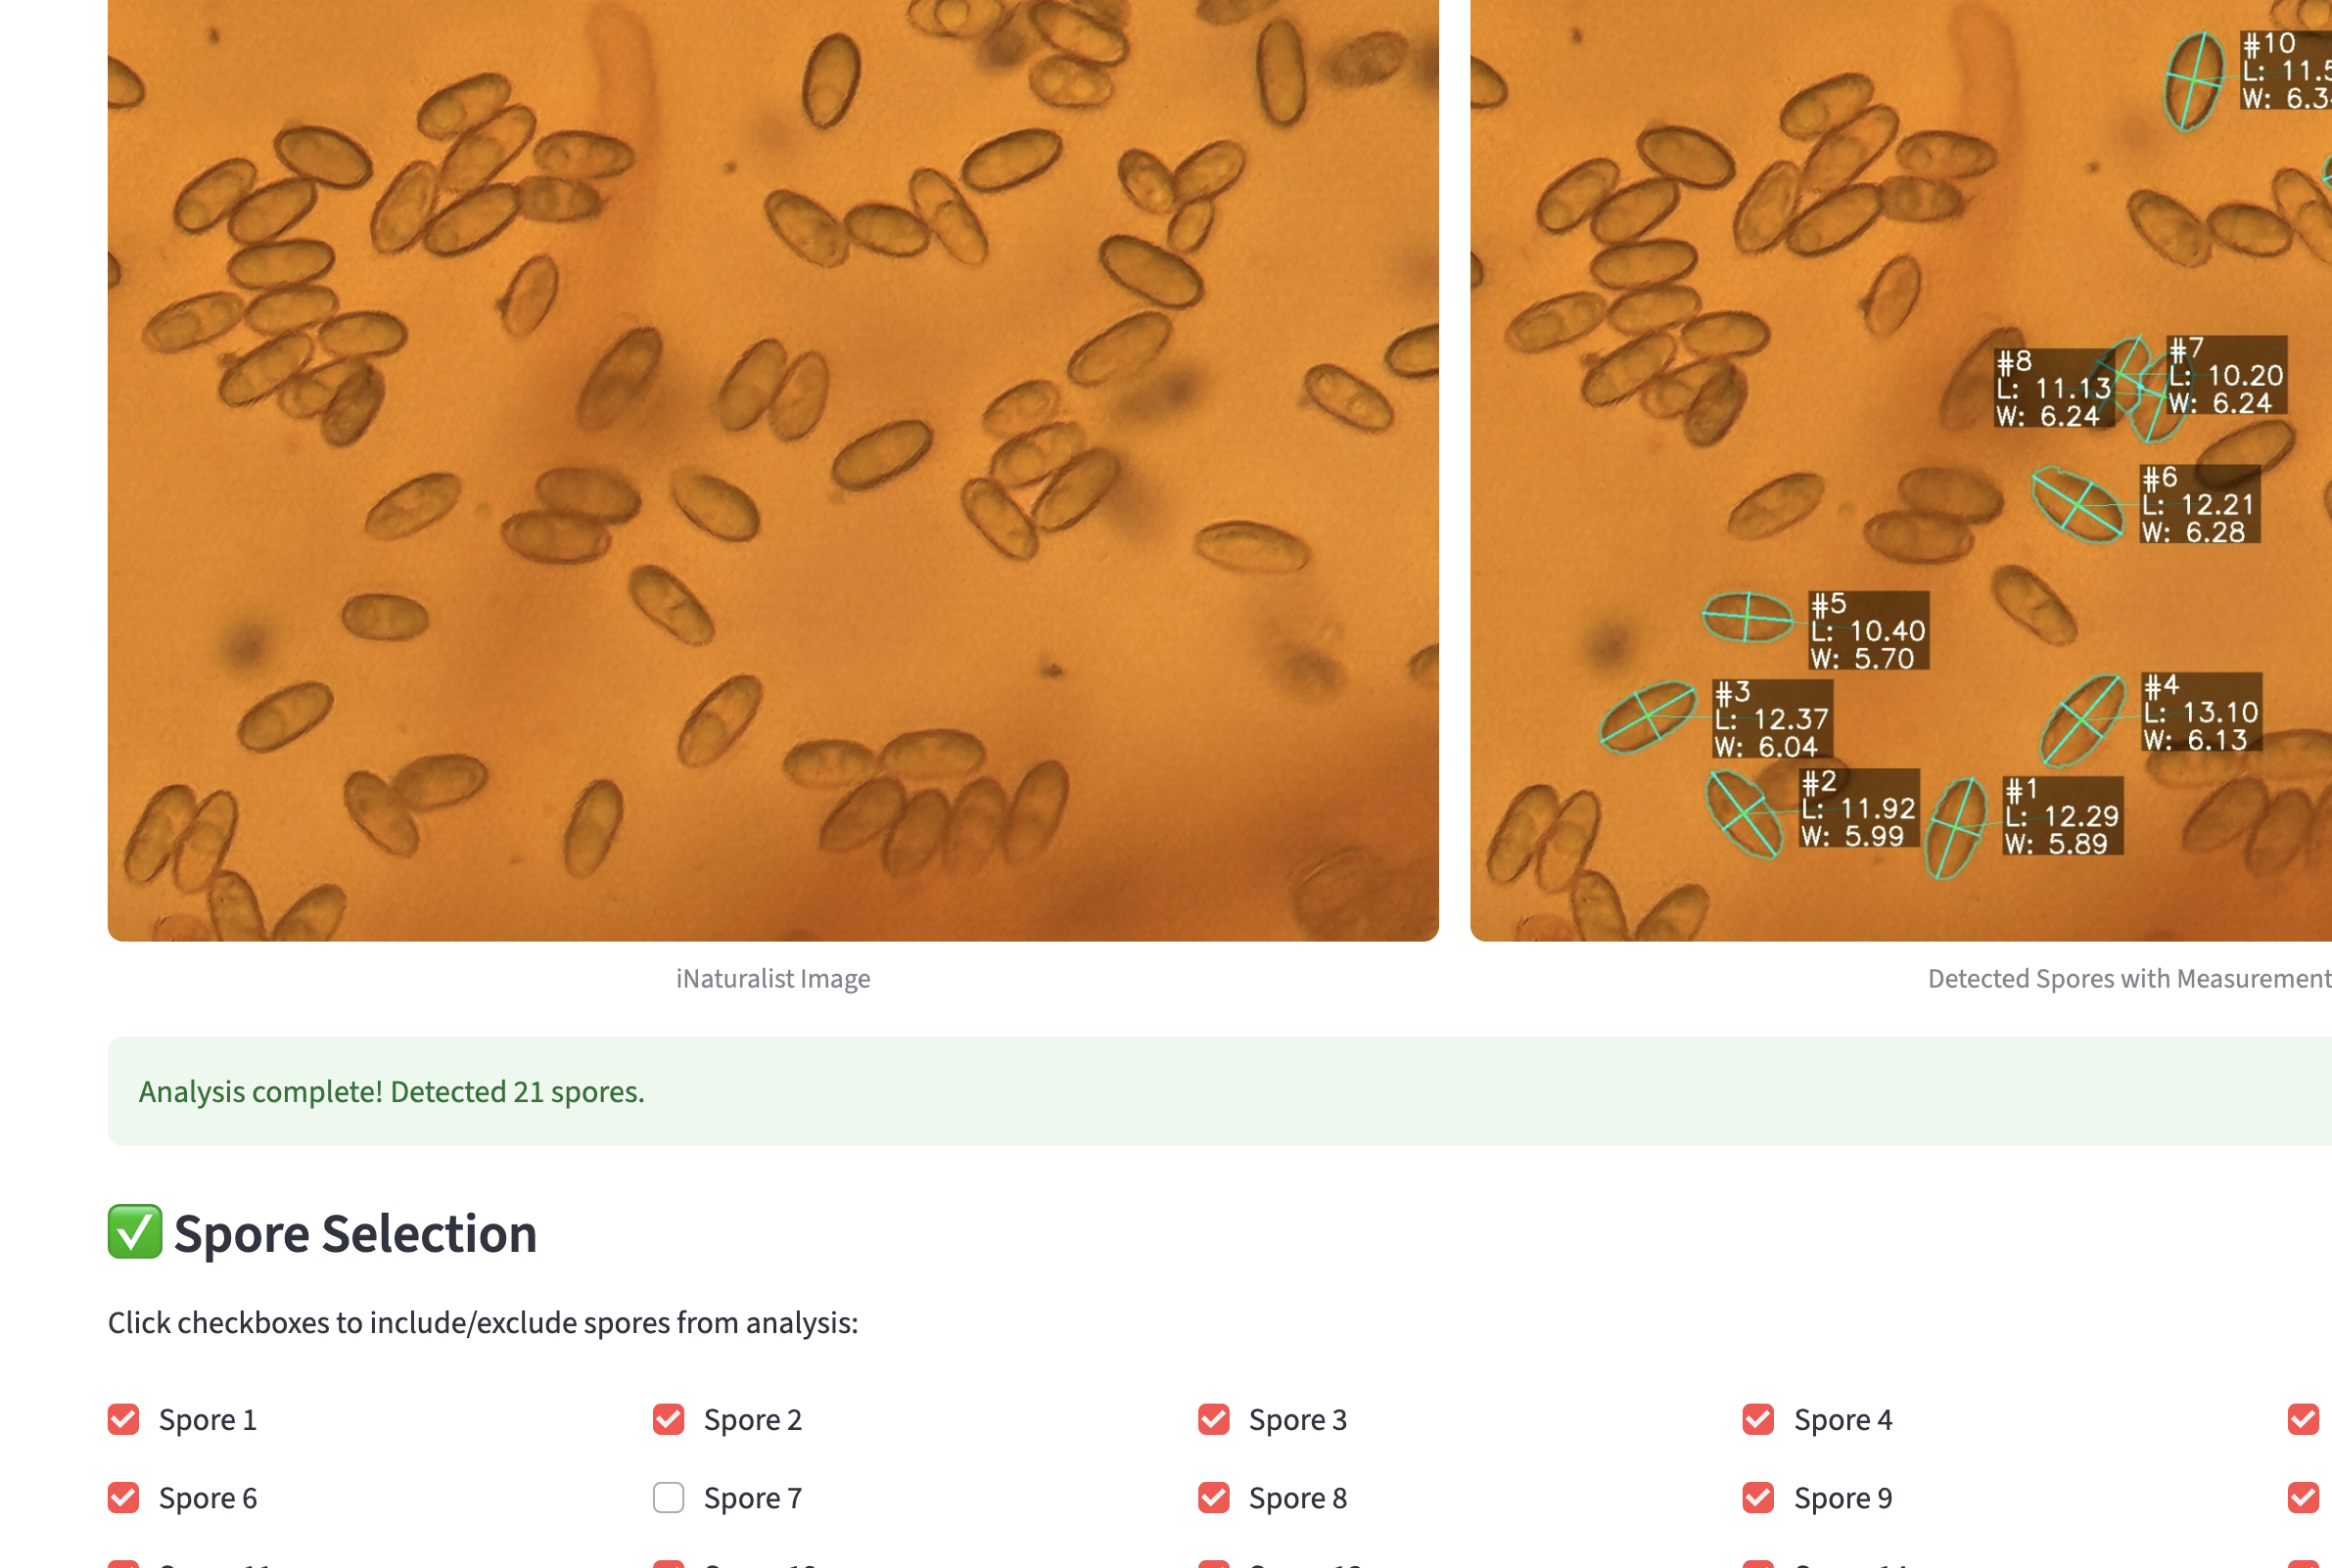 #10
L: 11.5
W: 6.3
#8
L: 11.13
W: 6.24
#7
L: 10.20
W: 6.24
#6
L: 12.21
W: 6.28
#5
L: 10.40
W: 5.70
#3
L: 12.37
W: 6.04
#4
L: 13.10
W: 6.13
#2
L: 11.92
W: 5.99
#1
L: 12.29
W: 5.89
iNaturalist Image
Detected Spores with Measurement
Analysis complete! Detected 21 spores.
✅ Spore Selection
Click checkboxes to include/exclude spores from analysis:
Spore 1
Spore 2
Spore 3
Spore 4
Spore 6
Spore 7
Spore 8
Spore 9